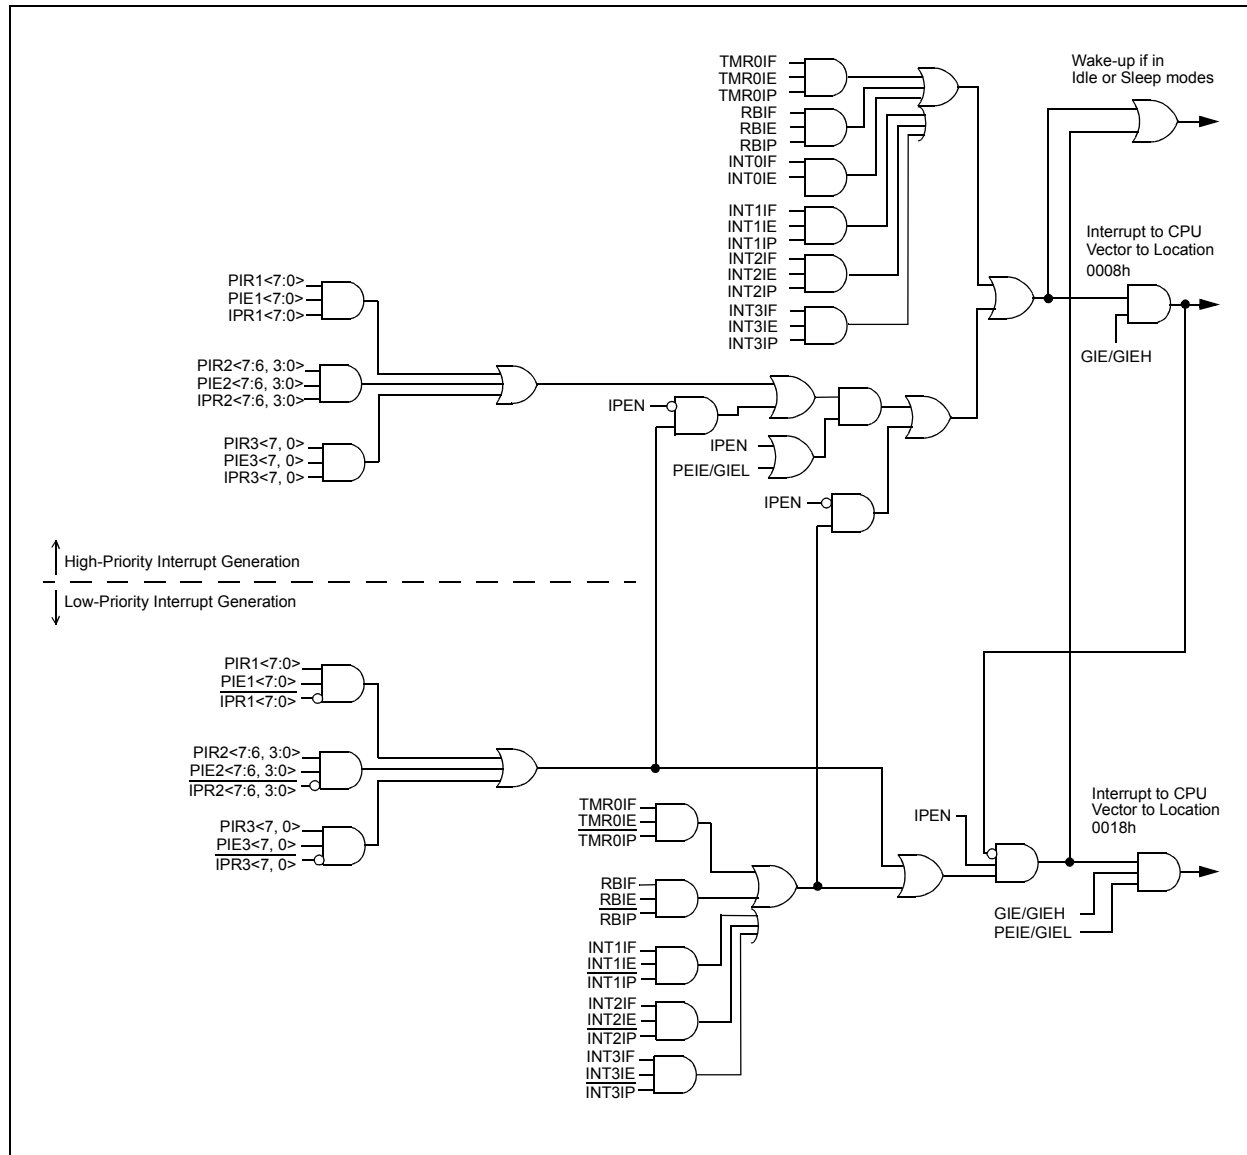 TMR0IF
TMR0IE
TMR0IP
RBIF
RBIE
RBIP
INT0IF
INT0IE
INT1IF
INT1IE
INT1IP
INT2IF
INT2IE
INT2IP
INT3IF
INT3IE
INT3IP
Wake-up if in
Idle or Sleep modes
Interrupt to CPU
Vector to Location
0008h
GIE/GIEH
PIR1<7:0>
PIE1<7:0>
IPR1<7:0>
PIR2<7:6, 3:0>
PIE2<7:6, 3:0>
IPR2<7:6, 3:0>
PIR3<7, 0>
PIE3<7, 0>
IPR3<7, 0>
IPEN
IPEN
PEIE/GIEL
IPEN
High-Priority Interrupt Generation
Low-Priority Interrupt Generation
PIR1<7:0>
PIE1<7:0>
IPR1<7:0>
PIR2<7:6, 3:0>
PIE2<7:6, 3:0>
IPR2<7:6, 3:0>
PIR3<7, 0>
PIE3<7, 0>
IPR3<7, 0>
TMR0IF
TMR0IE
TMR0IP
RBIF
RBIE
RBIP
INT1IF
INT1IE
INT1IP
INT2IF
INT2IE
INT2IP
INT3IF
INT3IE
INT3IP
IPEN
Interrupt to CPU
Vector to Location
0018h
GIE/GIEH
PEIE/GIEL